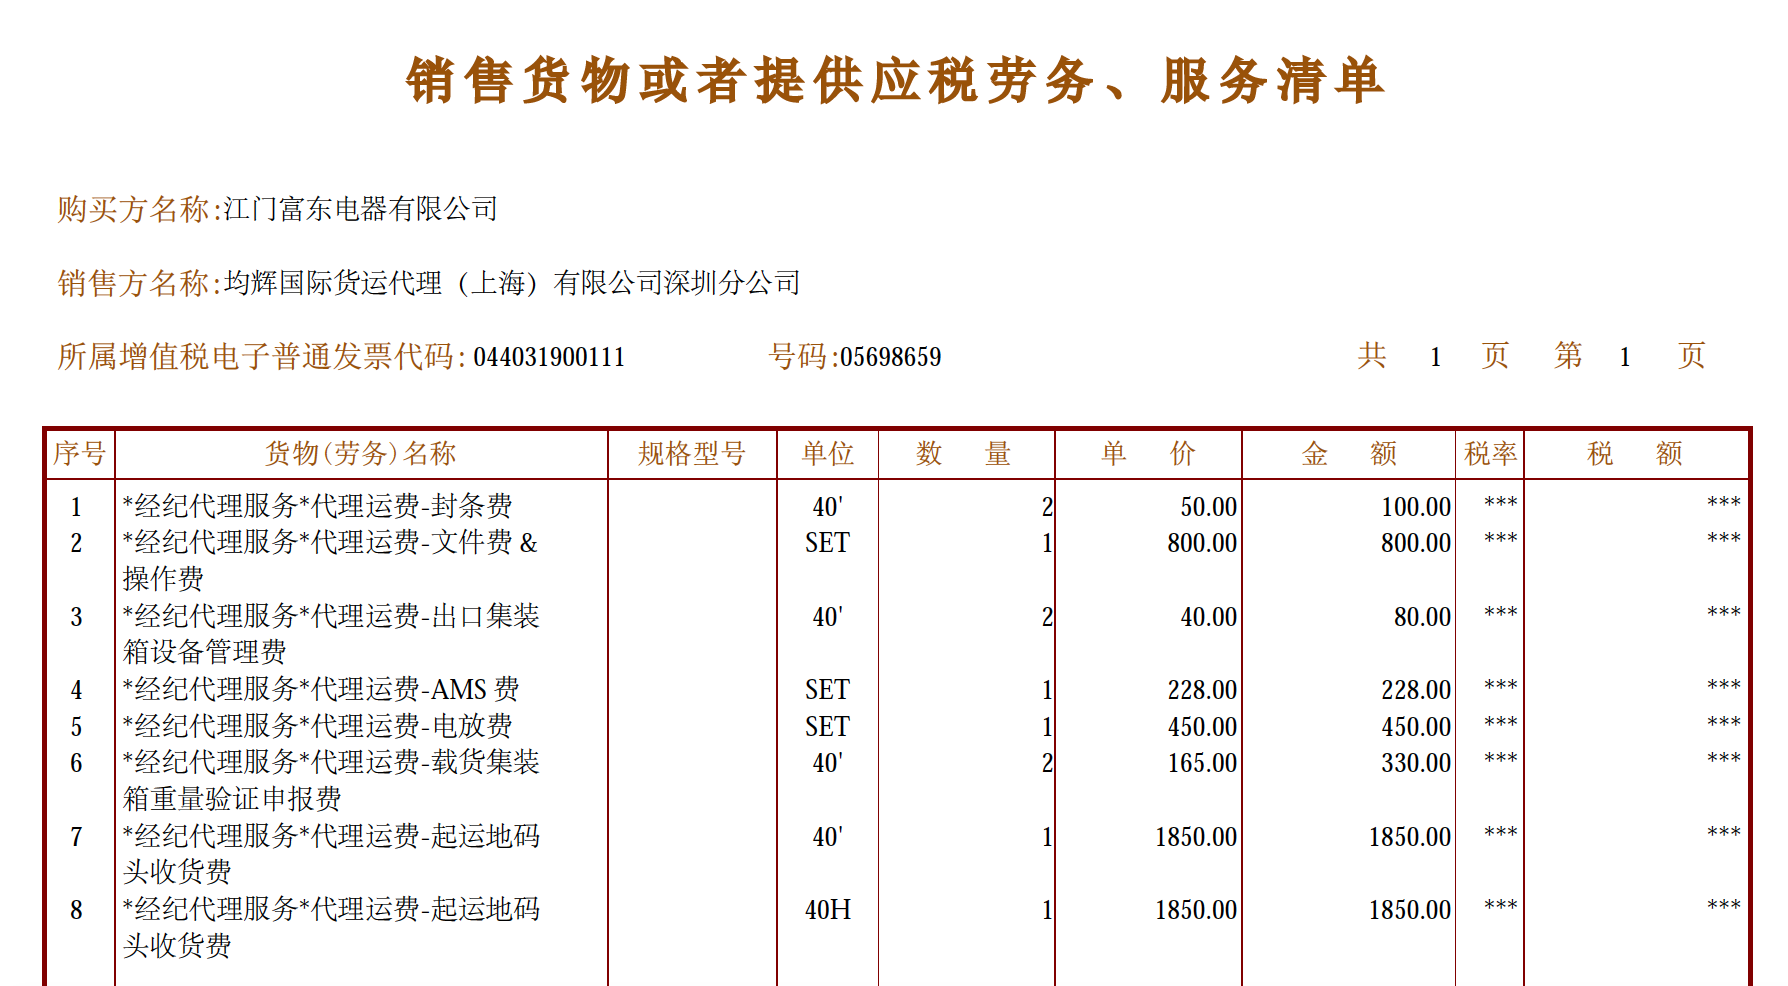 销售货物或者提供应税劳务、服务清单
购买方名称:江门富东电器有限公司
销售方名称:均辉国际货运代理（上海）有限公司深圳分公司
所属增值税电子普通发票代码: 044031900111 号码:05698659 共 1 页 第 1 页
序号 货物(劳务)名称 规格型号 单位 数 量 单 价 金 额 税率 税 额
1 *经纪代理服务*代理运费-封条费 40' 2 50.00 100.00 *** ***
2 *经纪代理服务*代理运费-文件费 & SET 1 800.00 800.00 *** ***
操作费
3 *经纪代理服务*代理运费-出口集装 40' 2 40.00 80.00 *** ***
箱设备管理费
4 *经纪代理服务*代理运费-AMS 费 SET 1 228.00 228.00 *** ***
5 *经纪代理服务*代理运费-电放费 SET 1 450.00 450.00 *** ***
6 *经纪代理服务*代理运费-载货集装 40' 2 165.00 330.00 *** ***
箱重量验证申报费
7 *经纪代理服务*代理运费-起运地码 40' 1 1850.00 1850.00 *** ***
头收货费
8 *经纪代理服务*代理运费-起运地码 40H 1 1850.00 1850.00 *** ***
头收货费